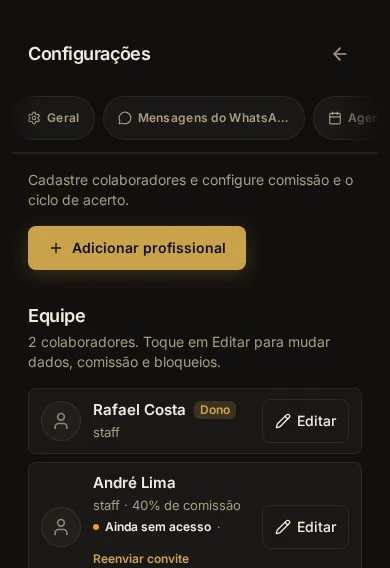 Configurações
Geral
Mensagens do WhatsA...
Agen
Cadastre colaboradores e configure comissão e o
ciclo de acerto.
+ Adicionar profissional
Equipe
2 colaboradores. Toque em Editar para mudar
dados, comissão e bloqueios.
Rafael Costa Dono
staff
Editar
André Lima
staff · 40% de comissão
Ainda sem acesso ·
Reenviar convite
Editar